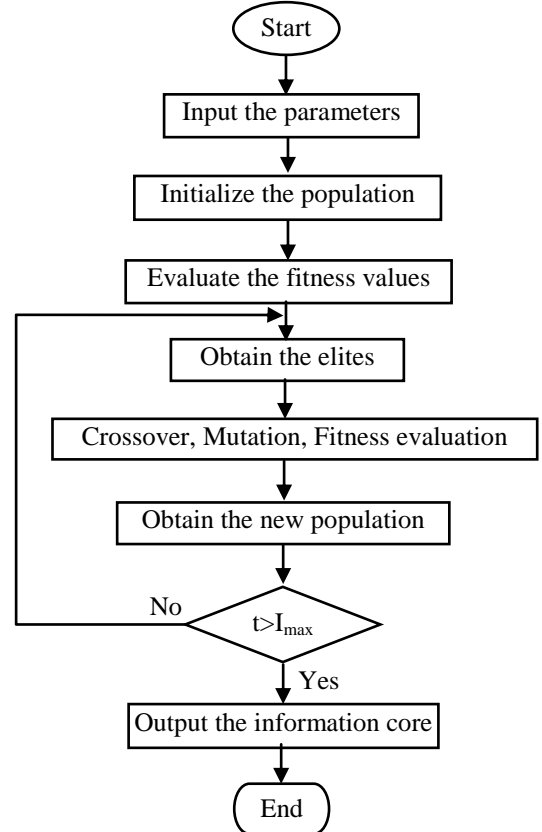 Start
Input the parameters
Initialize the population
Evaluate the fitness values
Obtain the elites
Crossover, Mutation, Fitness evaluation
Obtain the new population
No
t>Imax
Yes
Output the information core
End